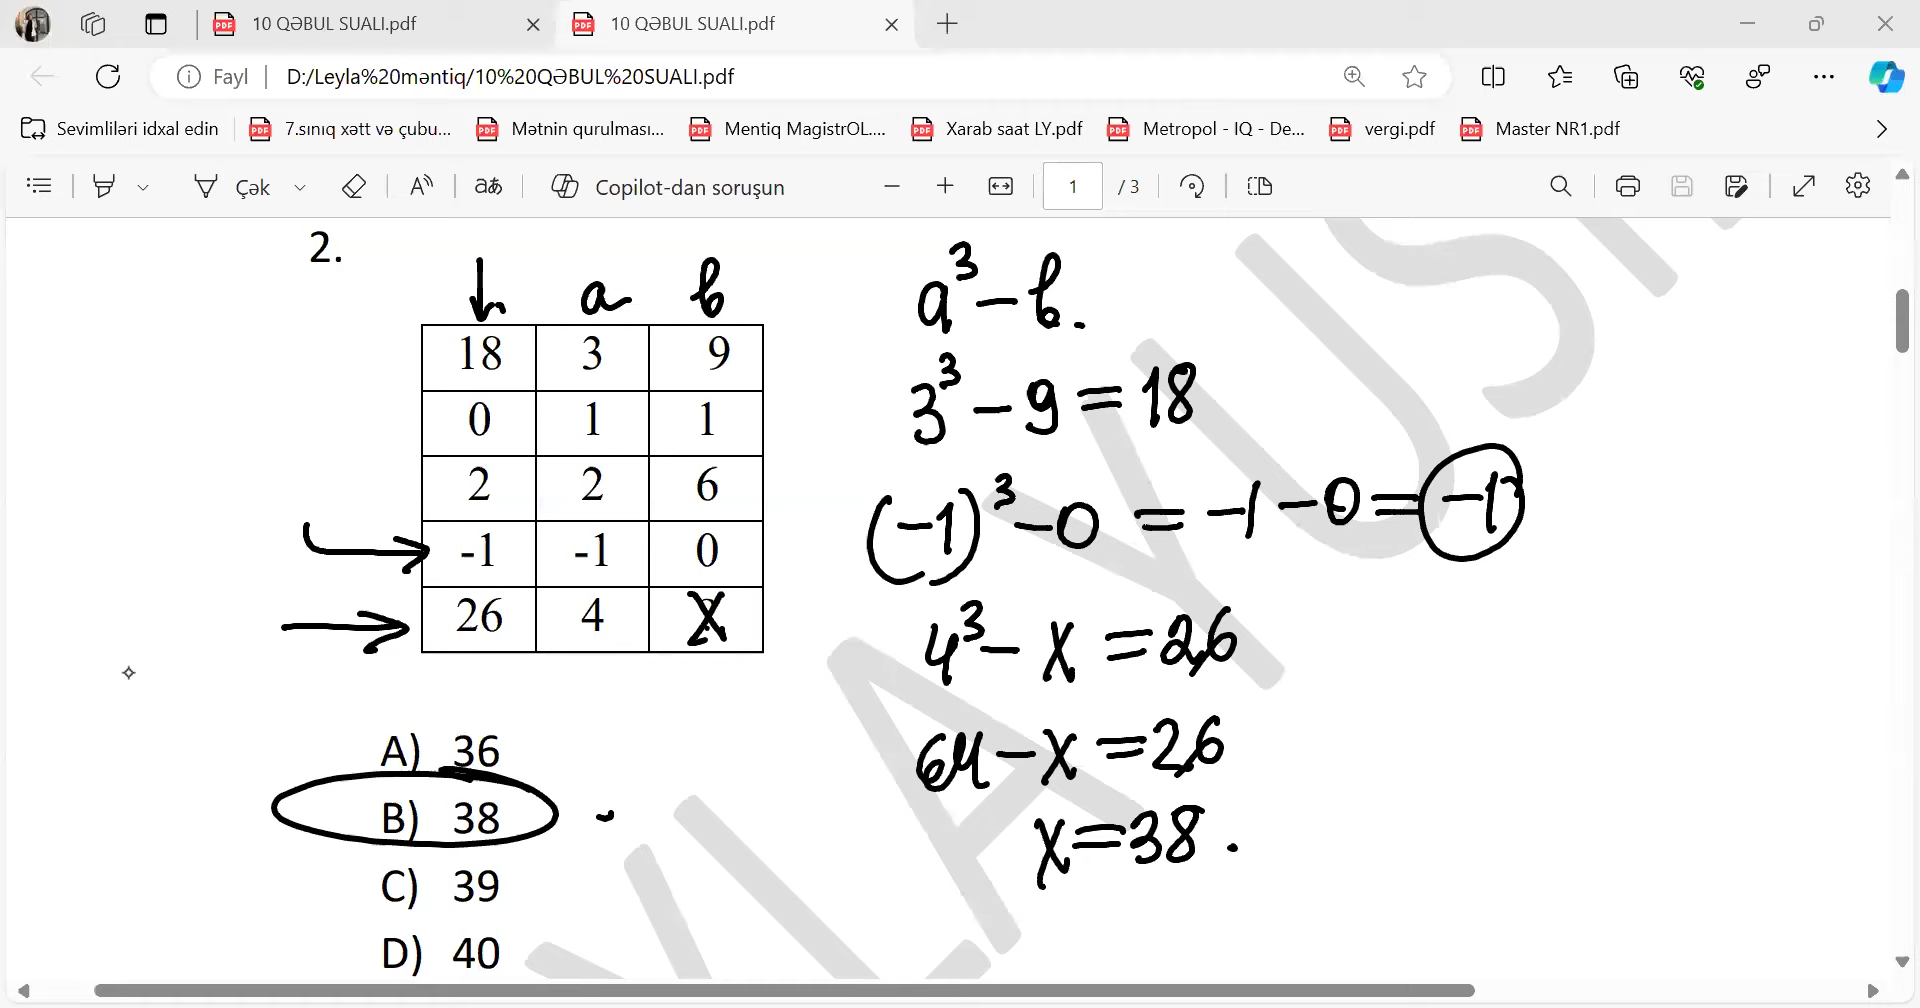 10 QƏBUL SUALI.pdf
10 QƏBUL SUALI.pdf
Fayl
D:/Leyla%20məntiq/10%20QƏBUL%20SUALI.pdf
Sevimliləri idxal edin
7.sınıq xətt və çubu...
Mətnin qurulması...
Mentiq MagistrOL....
Xarab saat LY.pdf
Metropol - IQ - De...
vergi.pdf
Master NR1.pdf
Çək
aあ
Copilot-dan soruşun
1 / 3
2.
a b
18 3 9
0 1 1
2 2 6
-1 -1 0
26 4 X
A) 36
B) 38
C) 39
D) 40
a³ − b.
3³ − 9 = 18
(−1)³ − 0 = −1 − 0 = −1
4³ − x = 26
64 − x = 26
x = 38.